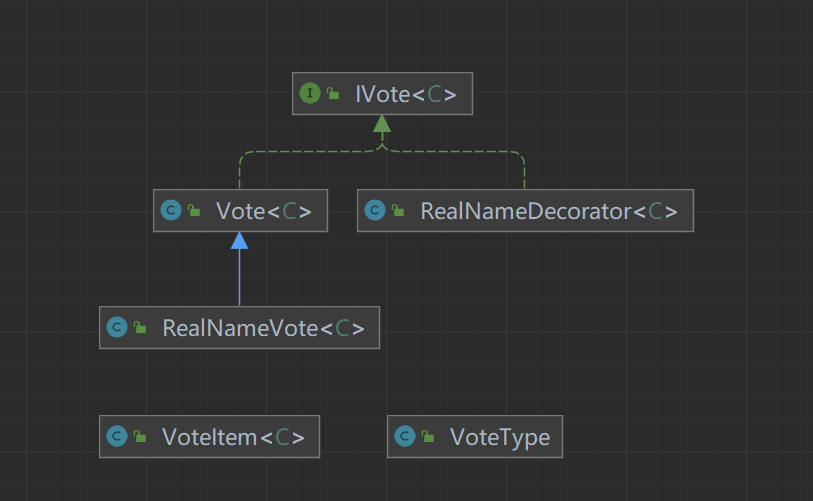 I IVote<C>
C Vote<C>
C RealNameDecorator<C>
C RealNameVote<C>
C VoteItem<C>
C VoteType